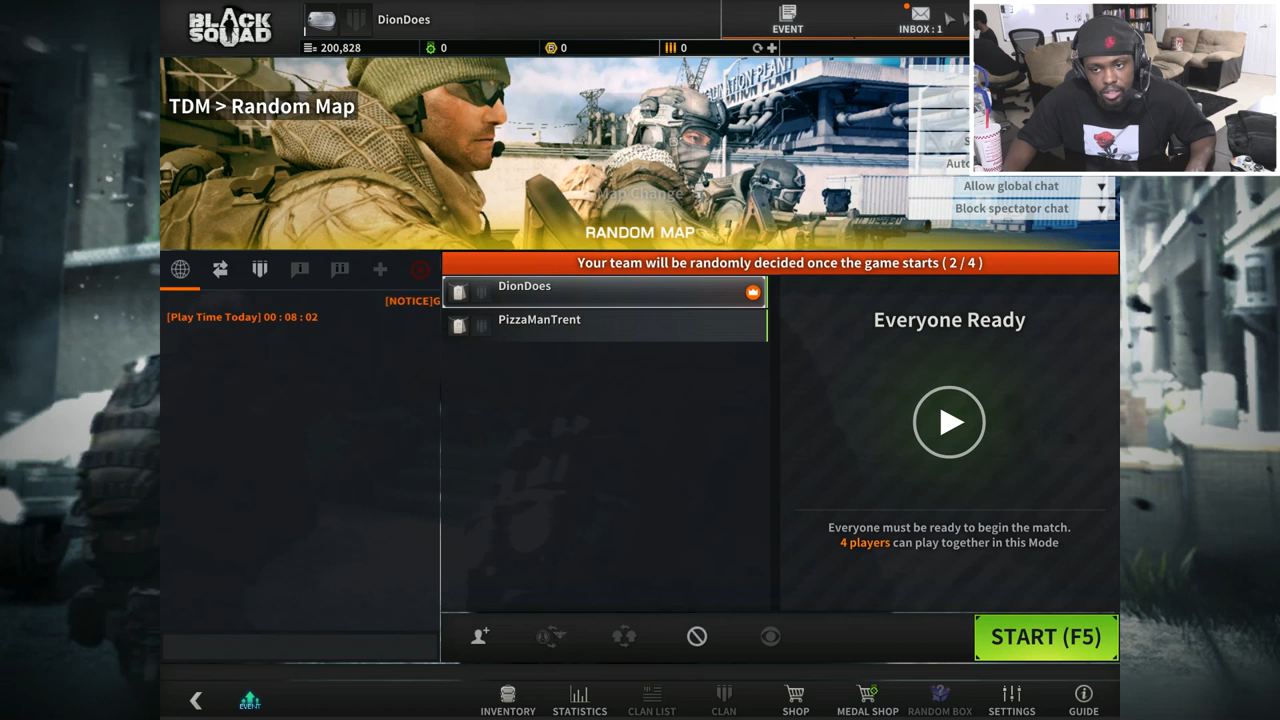 BLACK SQUAD
DionDoes
200,828
0
0
0
EVENT
INBOX : 1
TDM > Random Map
Map Change
RANDOM MAP
Allow global chat
Block spectator chat
Your team will be randomly decided once the game starts ( 2 / 4 )
[NOTICE]G
[Play Time Today] 00 : 08 : 02
DionDoes
PizzaManTrent
Everyone Ready
Everyone must be ready to begin the match.
4 players can play together in this Mode
START (F5)
EVENT
INVENTORY
STATISTICS
CLAN LIST
CLAN
SHOP
MEDAL SHOP
RANDOM BOX
SETTINGS
GUIDE